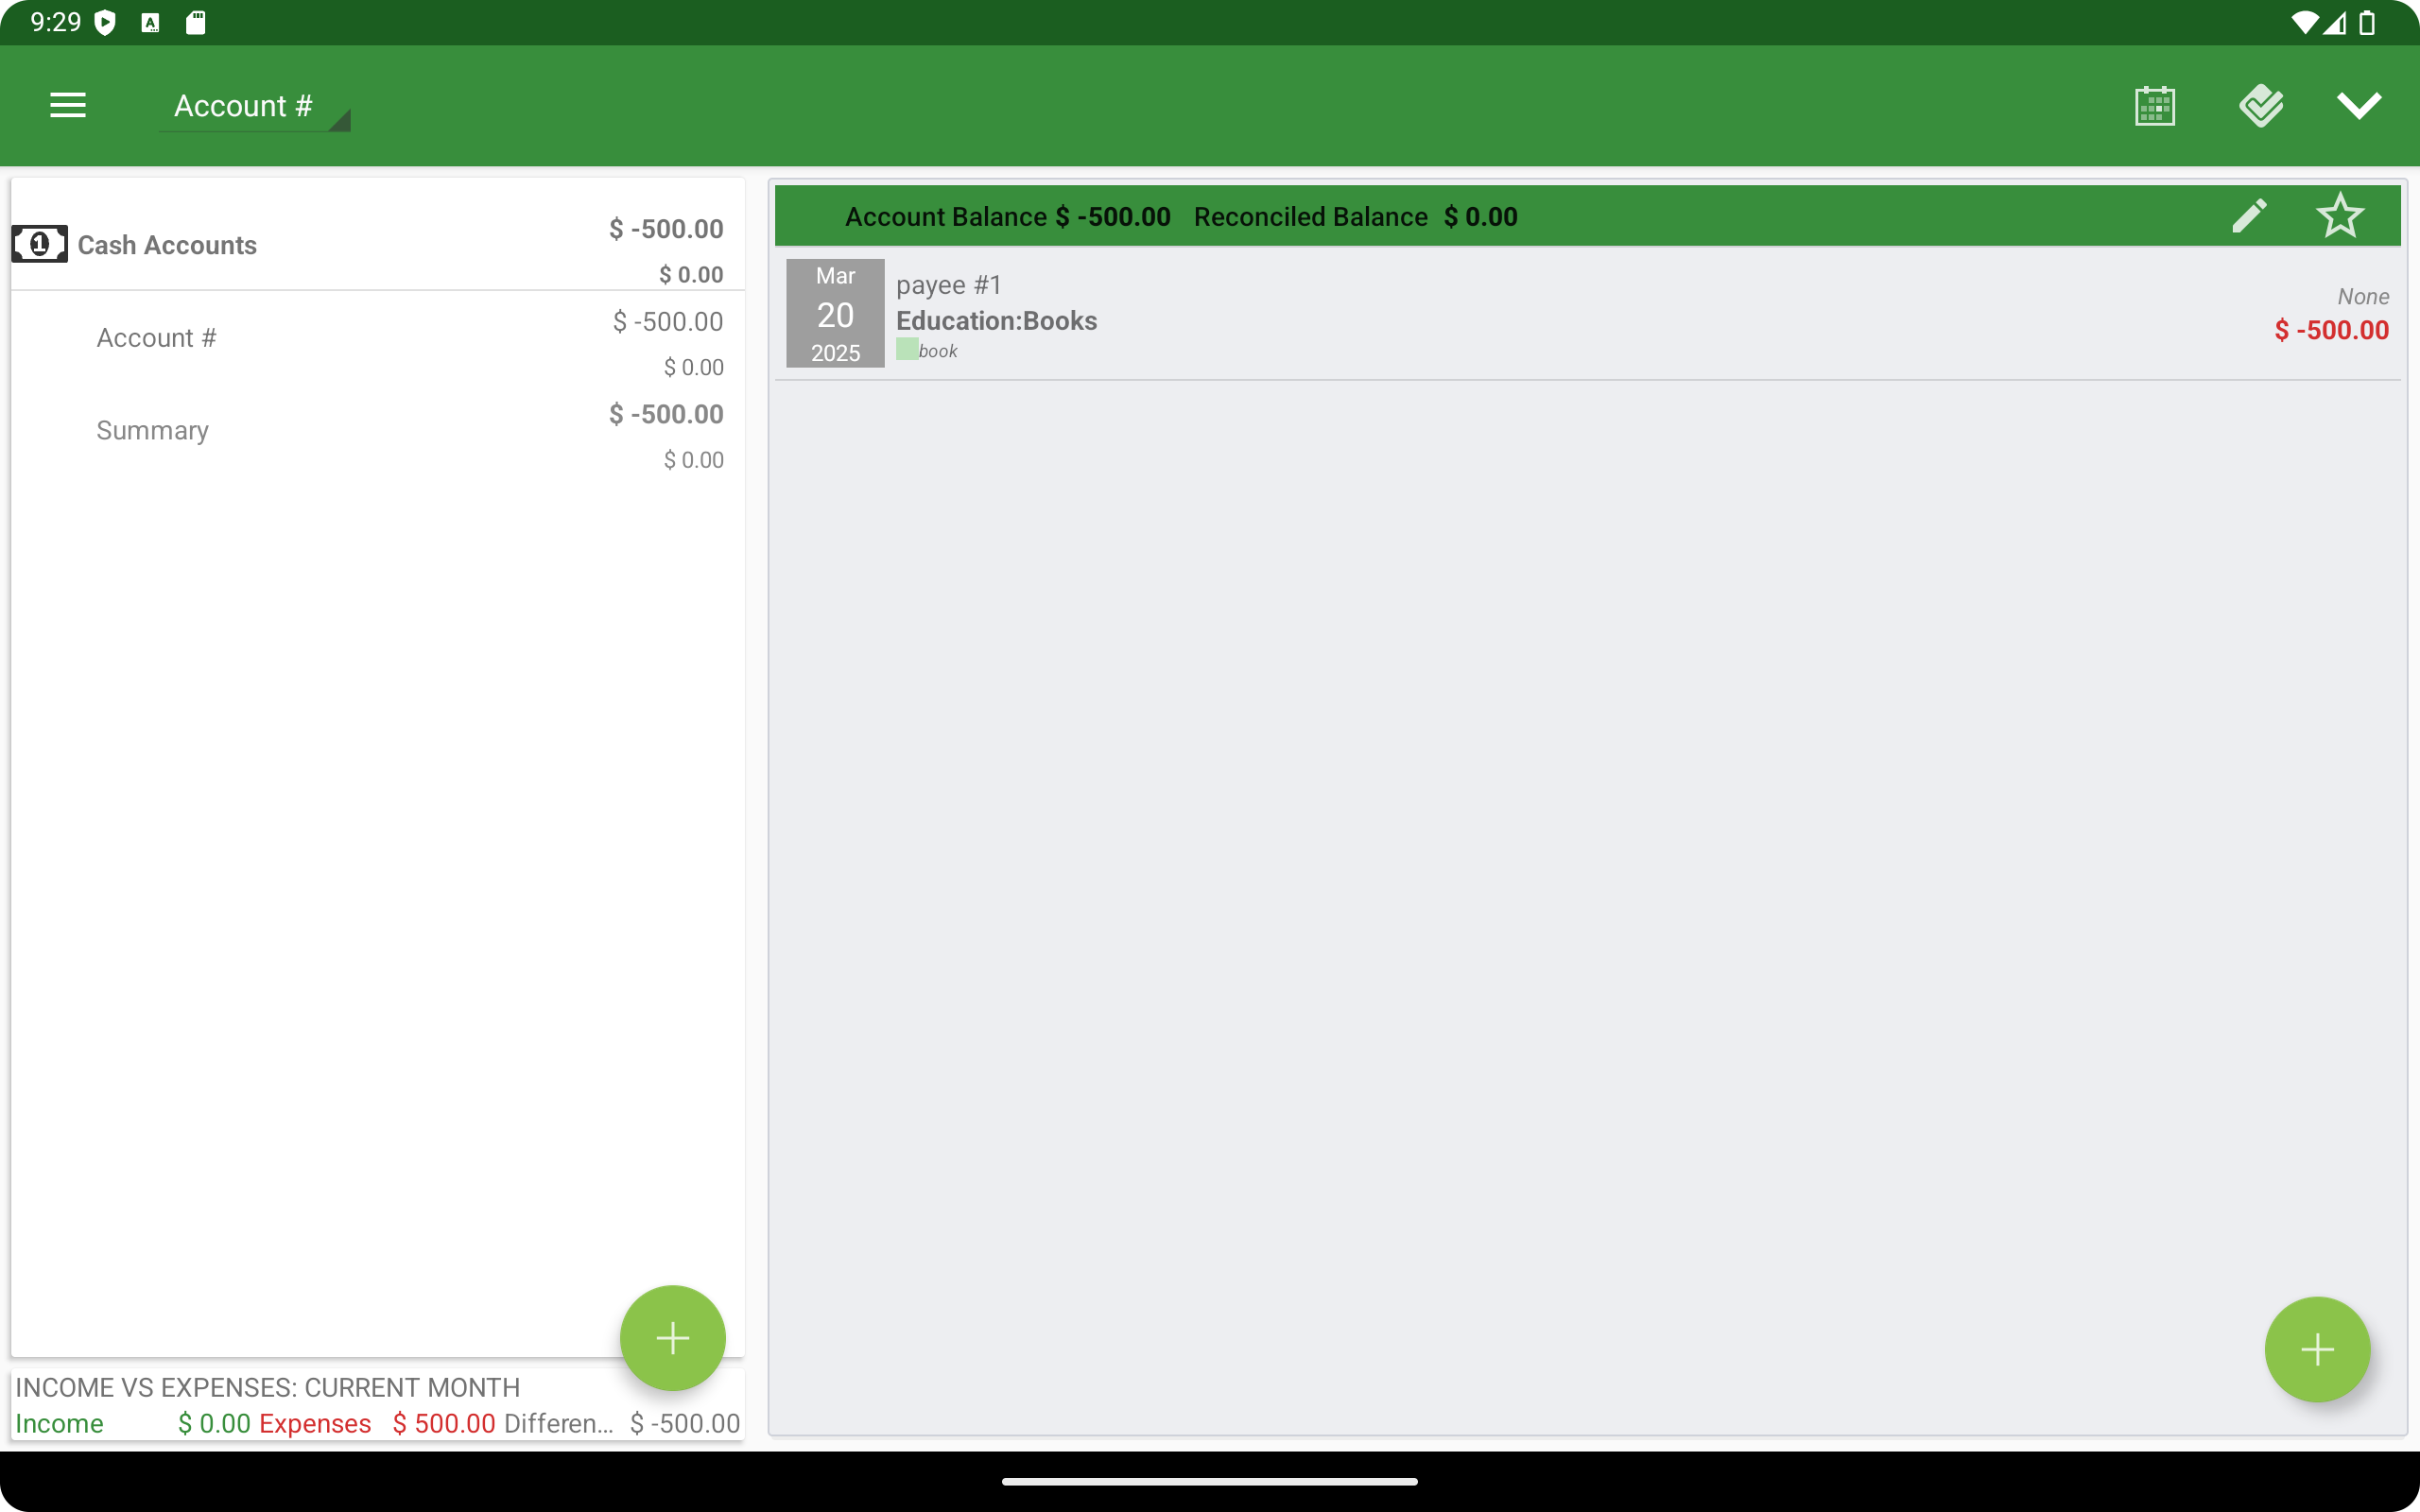 9:29
Account #
Cash Accounts
$ -500.00
$ 0.00
Account #
$ -500.00
$ 0.00
Summary
$ -500.00
$ 0.00
INCOME VS EXPENSES: CURRENT MONTH
Income $ 0.00 Expenses $ 500.00 Differen... $ -500.00
Account Balance $ -500.00 Reconciled Balance $ 0.00
Mar
20
2025
payee #1
Education:Books
book
None
$ -500.00